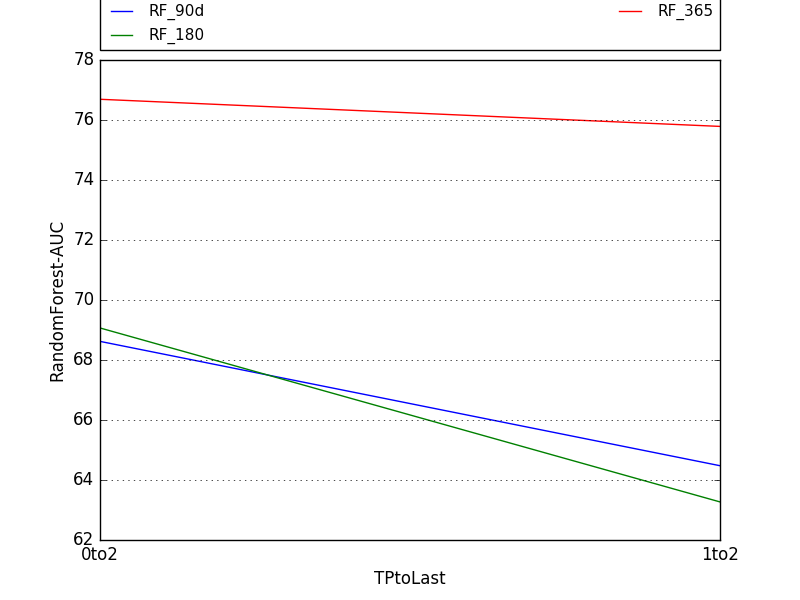 RF_90d
RF_180
RF_365
78
76
74
72
70
68
66
64
62
RandomForest-AUC
0to2
1to2
TPtoLast